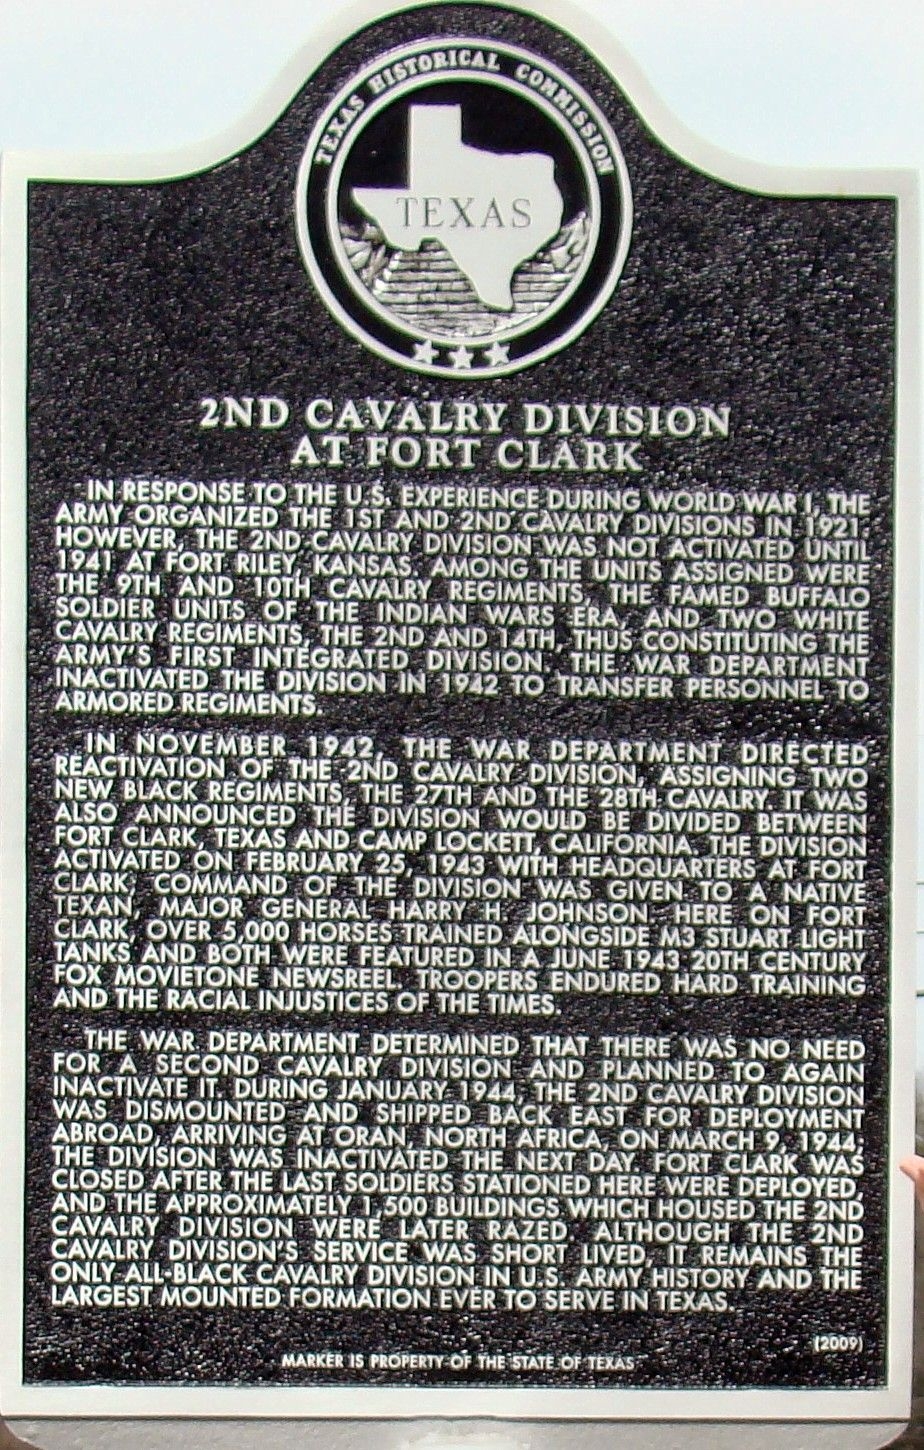 TEXAS HISTORICAL COMMISSION
TEXAS
2ND CAVALRY DIVISION
AT FORT CLARK
IN RESPONSE TO THE U.S. EXPERIENCE DURING WORLD WAR I, THE
ARMY ORGANIZED THE 1ST AND 2ND CAVALRY DIVISIONS IN 1921.
HOWEVER, THE 2ND CAVALRY DIVISION WAS NOT ACTIVATED UNTIL
1941 AT FORT RILEY, KANSAS. AMONG THE UNITS ASSIGNED WERE
THE 9TH AND 10TH CAVALRY REGIMENTS, THE FAMED BUFFALO
SOLDIER UNITS OF THE INDIAN WARS ERA, AND TWO WHITE
CAVALRY REGIMENTS, THE 2ND AND 14TH, THUS CONSTITUTING THE
ARMY'S FIRST INTEGRATED DIVISION. THE WAR DEPARTMENT
INACTIVATED THE DIVISION IN 1942 TO TRANSFER PERSONNEL TO
ARMORED REGIMENTS.
IN NOVEMBER 1942, THE WAR DEPARTMENT DIRECTED
REACTIVATION OF THE 2ND CAVALRY DIVISION, ASSIGNING TWO
NEW BLACK REGIMENTS, THE 27TH AND THE 28TH CAVALRY. IT WAS
ALSO ANNOUNCED THE DIVISION WOULD BE DIVIDED BETWEEN
FORT CLARK, TEXAS AND CAMP LOCKETT, CALIFORNIA. THE DIVISION
ACTIVATED ON FEBRUARY 25, 1943 WITH HEADQUARTERS AT FORT
CLARK; COMMAND OF THE DIVISION WAS GIVEN TO A NATIVE
TEXAN, MAJOR GENERAL HARRY H. JOHNSON. HERE ON FORT
CLARK, OVER 5,000 HORSES TRAINED ALONGSIDE M3 STUART LIGHT
TANKS AND BOTH WERE FEATURED IN A JUNE 1943 20TH CENTURY
FOX MOVIETONE NEWSREEL. TROOPERS ENDURED HARD TRAINING
AND THE RACIAL INJUSTICES OF THE TIMES.
THE WAR DEPARTMENT DETERMINED THAT THERE WAS NO NEED
FOR A SECOND CAVALRY DIVISION AND PLANNED TO AGAIN
INACTIVATE IT. DURING JANUARY 1944, THE 2ND CAVALRY DIVISION
WAS DISMOUNTED AND SHIPPED BACK EAST FOR DEPLOYMENT
ABROAD, ARRIVING AT ORAN, NORTH AFRICA, ON MARCH 9, 1944;
THE DIVISION WAS INACTIVATED THE NEXT DAY. FORT CLARK WAS
CLOSED AFTER THE LAST SOLDIERS STATIONED HERE WERE DEPLOYED,
AND THE APPROXIMATELY 1,500 BUILDINGS WHICH HOUSED THE 2ND
CAVALRY DIVISION WERE LATER RAZED. ALTHOUGH THE 2ND
CAVALRY DIVISION'S SERVICE WAS SHORT LIVED, IT REMAINS THE
ONLY ALL-BLACK CAVALRY DIVISION IN U.S. ARMY HISTORY AND THE
LARGEST MOUNTED FORMATION EVER TO SERVE IN TEXAS.
(2009)
MARKER IS PROPERTY OF THE STATE OF TEXAS